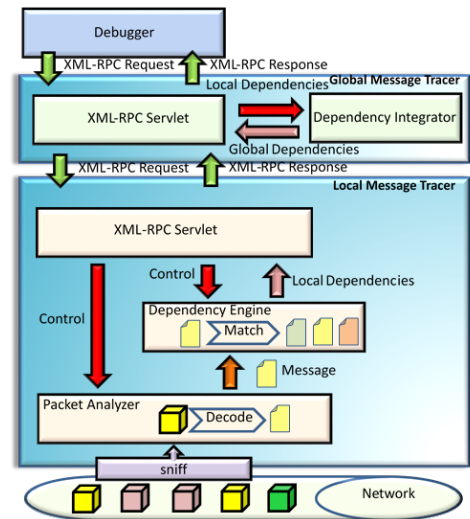 Debugger
XML-RPC Request
XML-RPC Response
Global Message Tracer
Local Dependencies
XML-RPC Servlet
Dependency Integrator
Global Dependencies
XML-RPC Request
XML-RPC Response
Local Message Tracer
XML-RPC Servlet
Control
Local Dependencies
Control
Dependency Engine
Match
Message
Packet Analyzer
Decode
sniff
Network